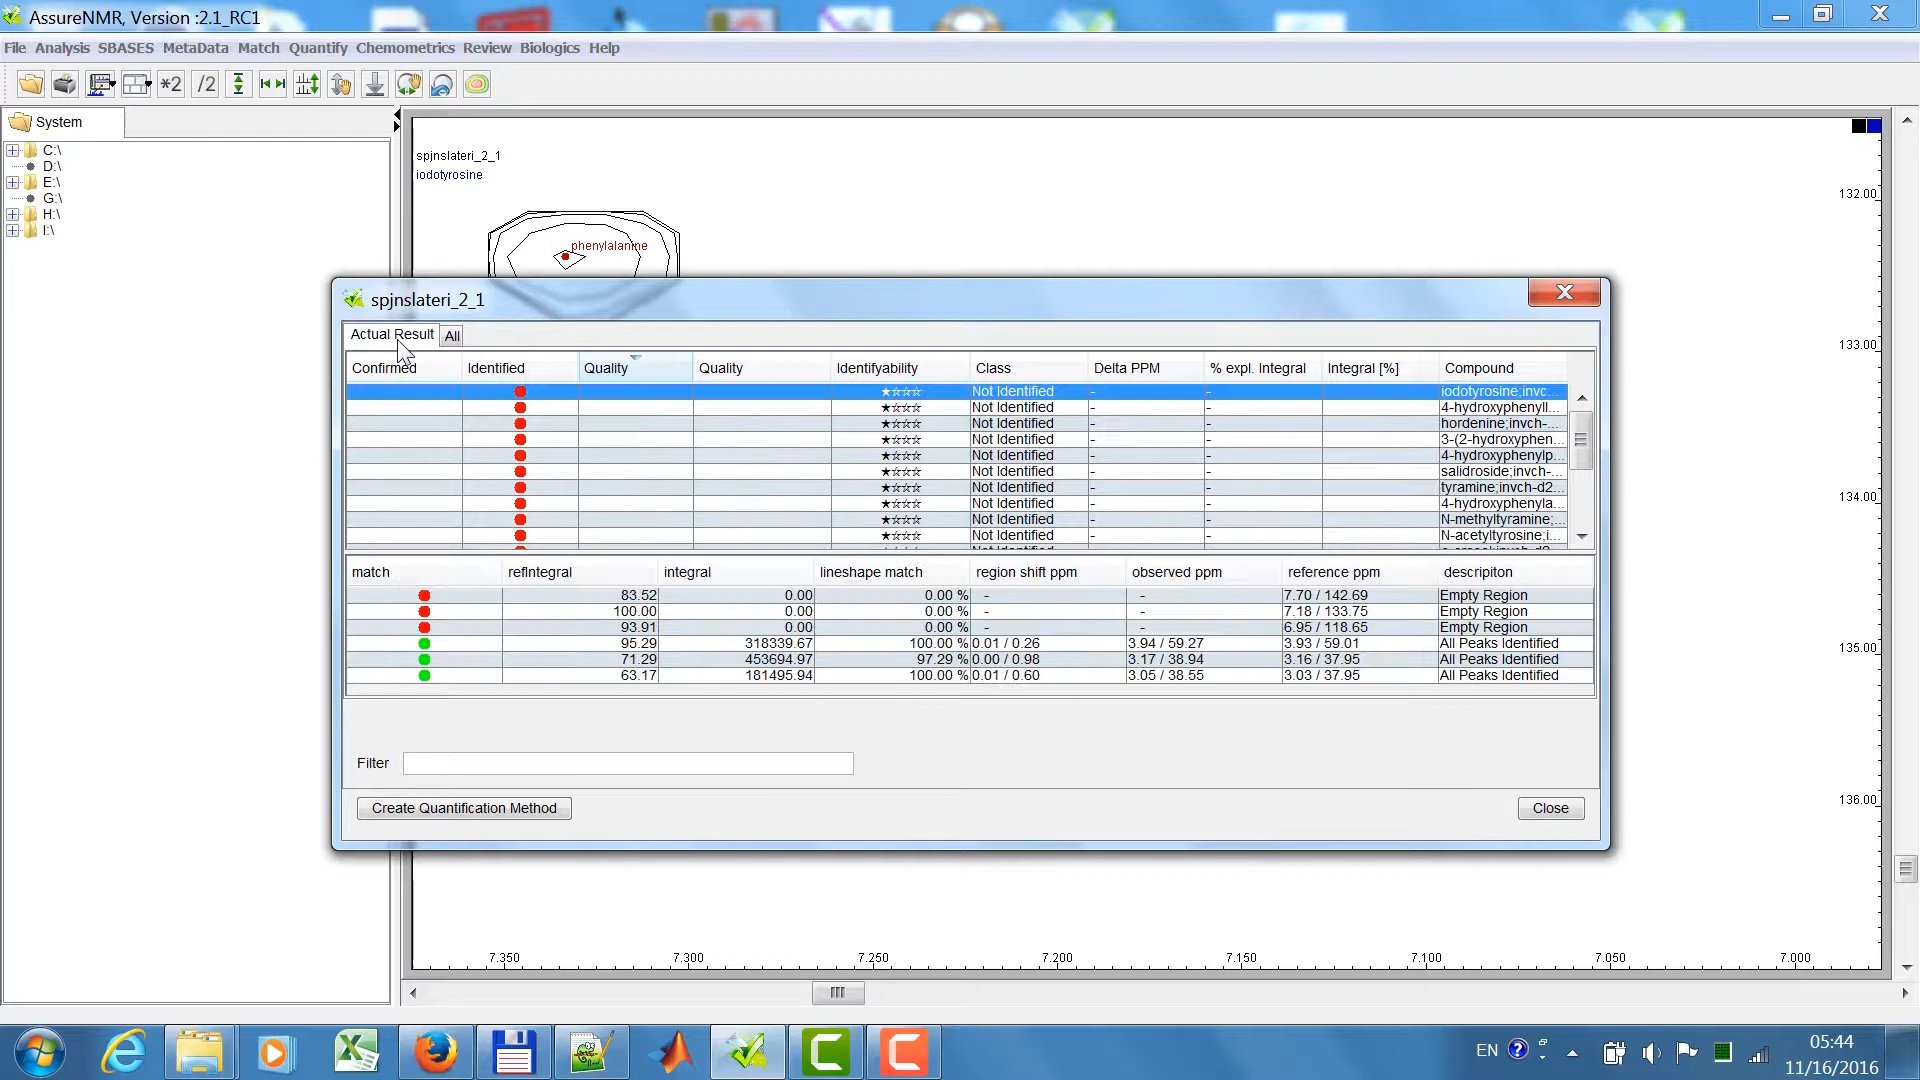 AssureNMR, Version :2.1_RC1
File Analysis SBASES MetaData Match Quantify Chemometrics Review Biologics Help
*2 /2
System
C:\
D:\
E:\
G:\
H:\
I:\
spjnslateri_2_1
iodotyrosine
phenylalanine
132.00
133.00
134.00
135.00
136.00
7.350 7.300 7.250 7.200 7.150 7.100 7.050 7.000
spjnslateri_2_1
Actual Result All
Confirmed Identified Quality Quality Identifyability Class Delta PPM % expl. Integral Integral [%] Compound
★☆☆☆ Not Identified - - iodotyrosine;invc...
★☆☆☆ Not Identified - - 4-hydroxyphenyll...
★☆☆☆ Not Identified - - hordenine;invch-...
★☆☆☆ Not Identified - - 3-(2-hydroxyphen...
★☆☆☆ Not Identified - - 4-hydroxyphenylp...
★☆☆☆ Not Identified - - salidroside;invch-...
★☆☆☆ Not Identified - - tyramine;invch-d2...
★☆☆☆ Not Identified - - 4-hydroxyphenyla...
★☆☆☆ Not Identified - - N-methyltyramine;...
★☆☆☆ Not Identified - - N-acetyltyrosine;i...
match refIntegral integral lineshape match region shift ppm observed ppm reference ppm descripiton
83.52 0.00 0.00 % - - 7.70 / 142.69 Empty Region
100.00 0.00 0.00 % - - 7.18 / 133.75 Empty Region
93.91 0.00 0.00 % - - 6.95 / 118.65 Empty Region
95.29 318339.67 100.00 % 0.01 / 0.26 3.94 / 59.27 3.93 / 59.01 All Peaks Identified
71.29 453694.97 97.29 % 0.00 / 0.98 3.17 / 38.94 3.16 / 37.95 All Peaks Identified
63.17 181495.94 100.00 % 0.01 / 0.60 3.05 / 38.55 3.03 / 37.95 All Peaks Identified
Filter
Create Quantification Method Close
EN
05:44
11/16/2016